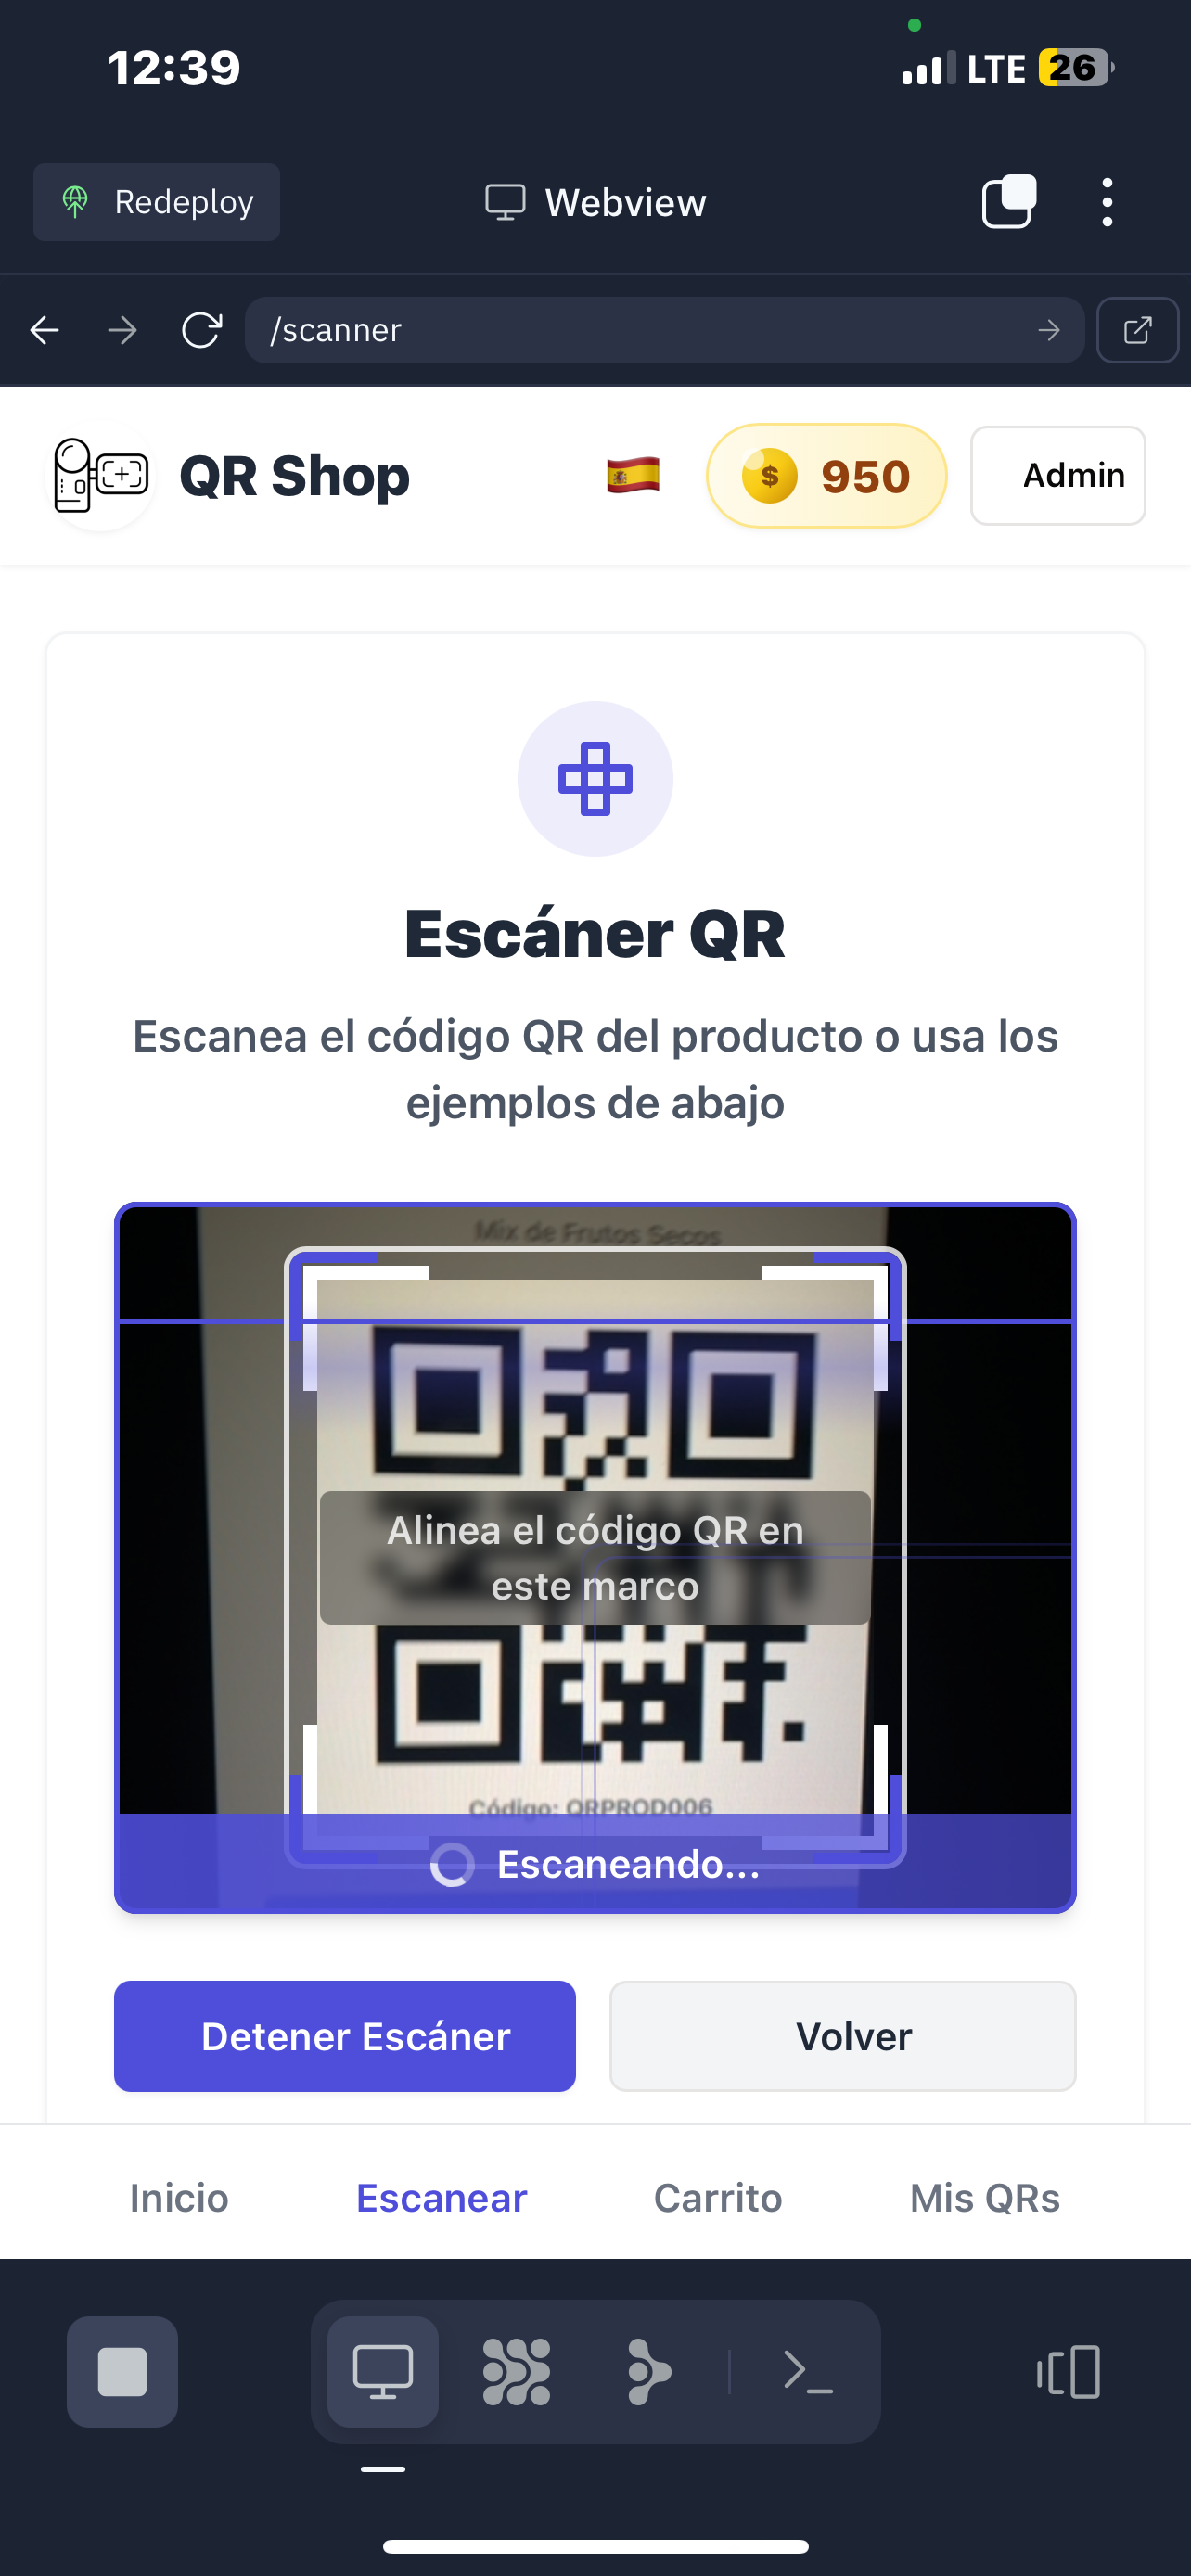 12:39
LTE 26
Redeploy
Webview
/scanner
QR Shop
$ 950
Admin
Escáner QR
Escanea el código QR del producto o usa los
ejemplos de abajo
Mix de Frutos Secos
Alinea el código QR en
este marco
Código: QRPROD006
Escaneando...
Detener Escáner
Volver
Inicio
Escanear
Carrito
Mis QRs